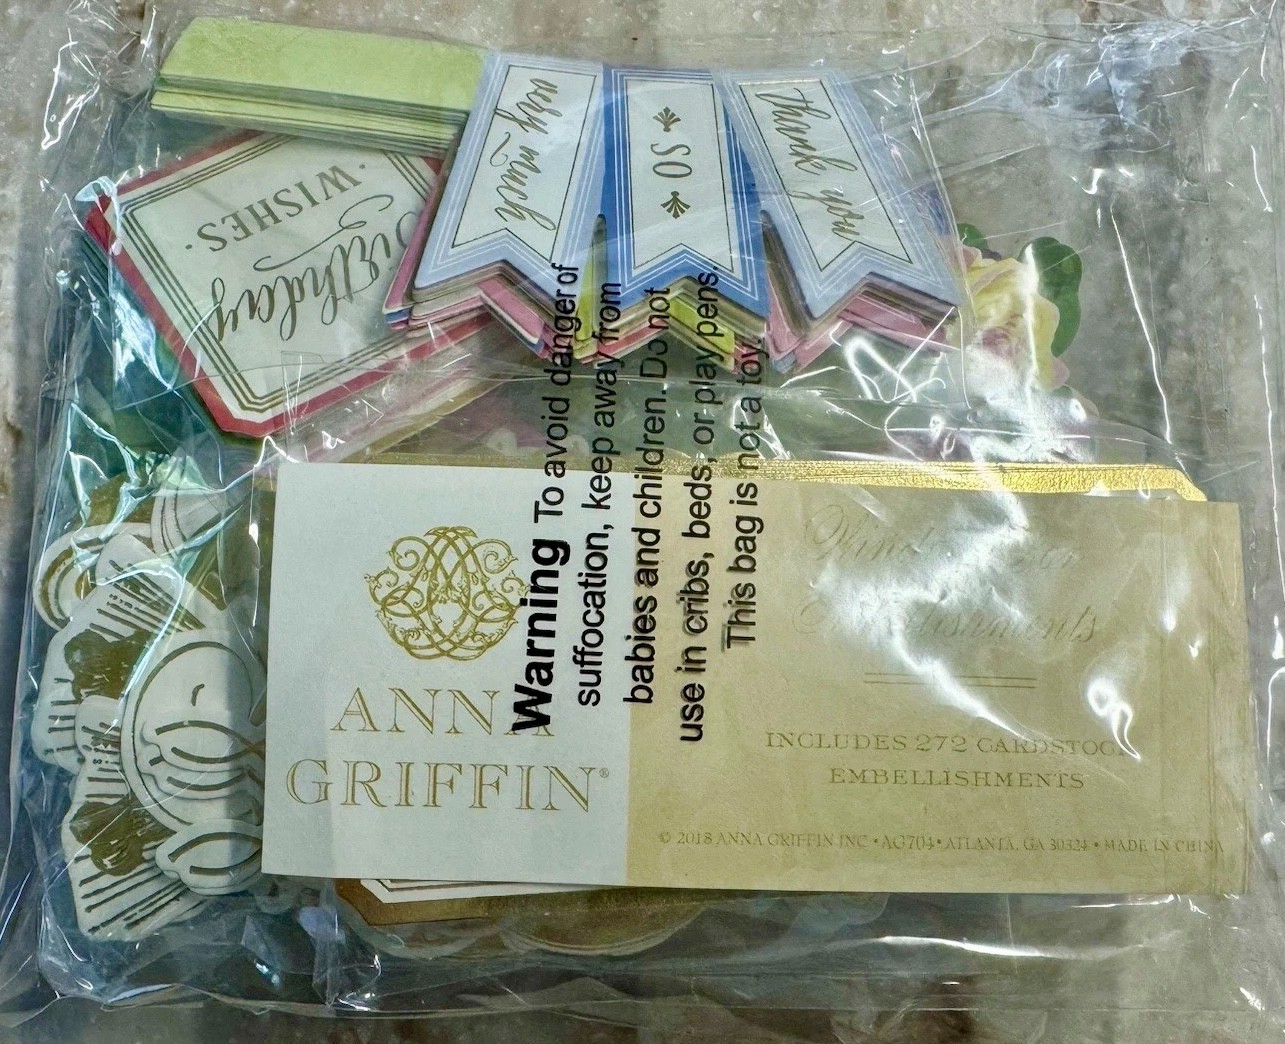 very much
SO
thank you
Birthday
· WISHES ·
Warning To avoid danger of
suffocation, keep away from
babies and children. Do not
use in cribs, beds, or play pens.
This bag is not a toy.
ANNA
GRIFFIN®
INCLUDES 272 CARDSTOCK
EMBELLISHMENTS
© 2018 ANNA GRIFFIN INC • AG704 • ATLANTA, GA 30324 • MADE IN CHINA